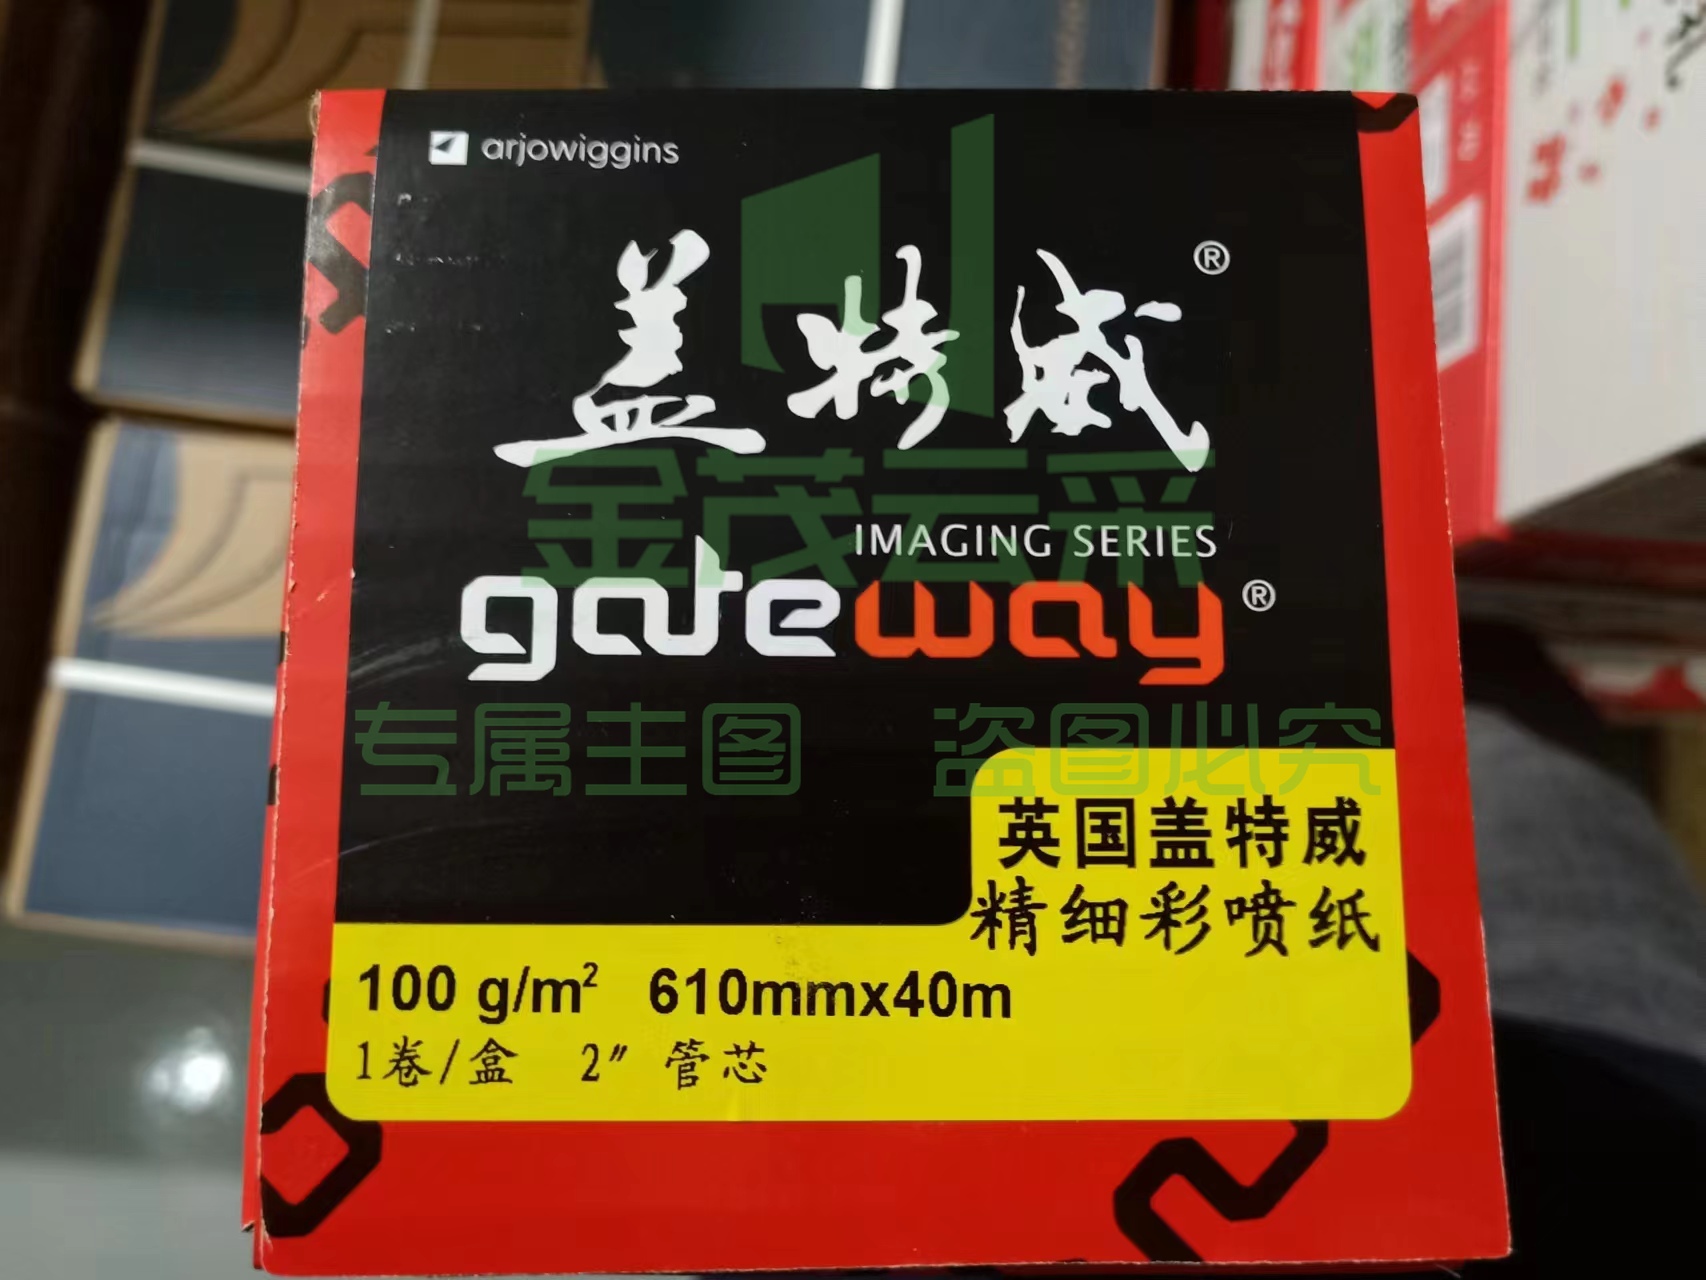 arjowiggins
盖特威®
金茂云采
IMAGING SERIES
gateway®
专属主图 盗图必究
英国盖特威
精细彩喷纸
100 g/m² 610mmx40m
1卷/盒 2" 管芯